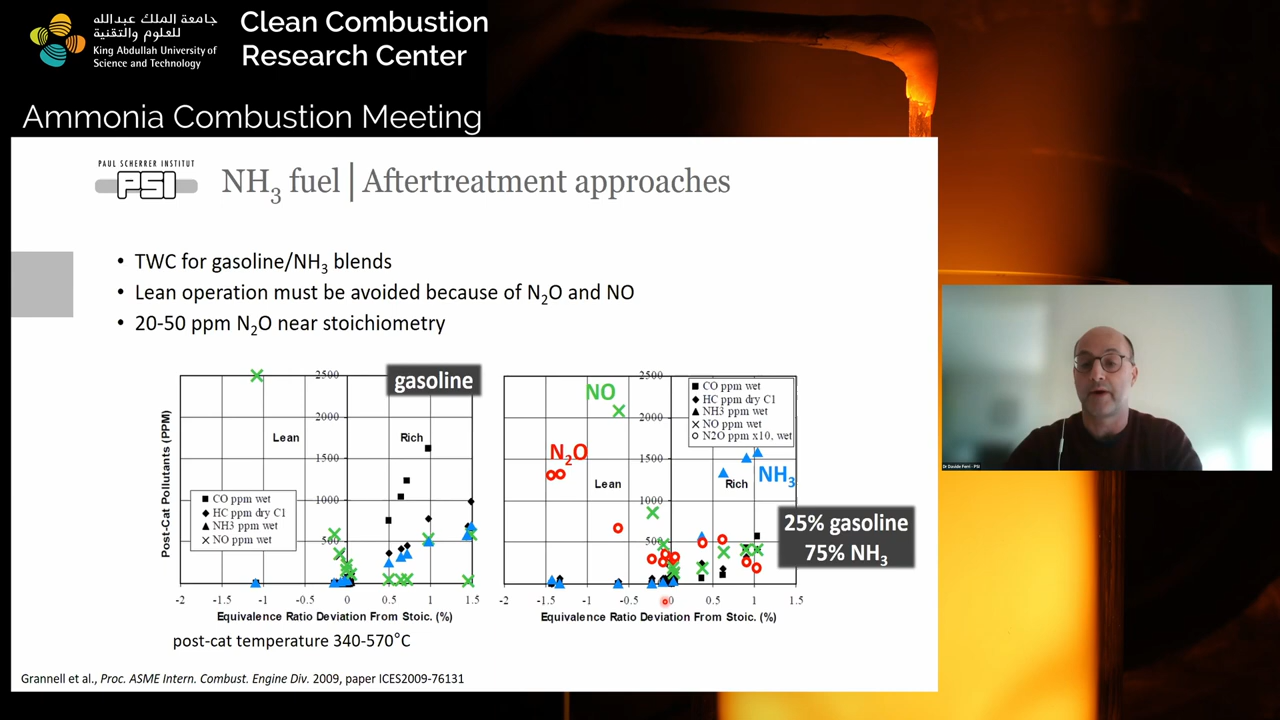 جامعة الملك عبدالله
للعلوم والتقنية
King Abdullah University of
Science and Technology
Clean Combustion
Research Center
Ammonia Combustion Meeting
PAUL SCHERRER INSTITUT
PSI
NH3 fuel | Aftertreatment approaches
• TWC for gasoline/NH3 blends
• Lean operation must be avoided because of N2O and NO
• 20-50 ppm N2O near stoichiometry
gasoline
Post-Cat Pollutants (PPM)
2500
2000
1500
1000
500
Lean
Rich
CO ppm wet
HC ppm dry C1
NH3 ppm wet
NO ppm wet
-2 -1.5 -1 -0.5 0 0.5 1 1.5
Equivalence Ratio Deviation From Stoic. (%)
post-cat temperature 340-570°C
2500
2000
1500
1000
500
NO
N2O
NH3
Lean
Rich
CO ppm wet
HC ppm dry C1
NH3 ppm wet
NO ppm wet
N2O ppm x10, wet
25% gasoline
75% NH3
-2 -1.5 -1 -0.5 0 0.5 1 1.5
Equivalence Ratio Deviation From Stoic. (%)
Grannell et al., Proc. ASME Intern. Combust. Engine Div. 2009, paper ICES2009-76131
Dr Davide Ferri - PSI